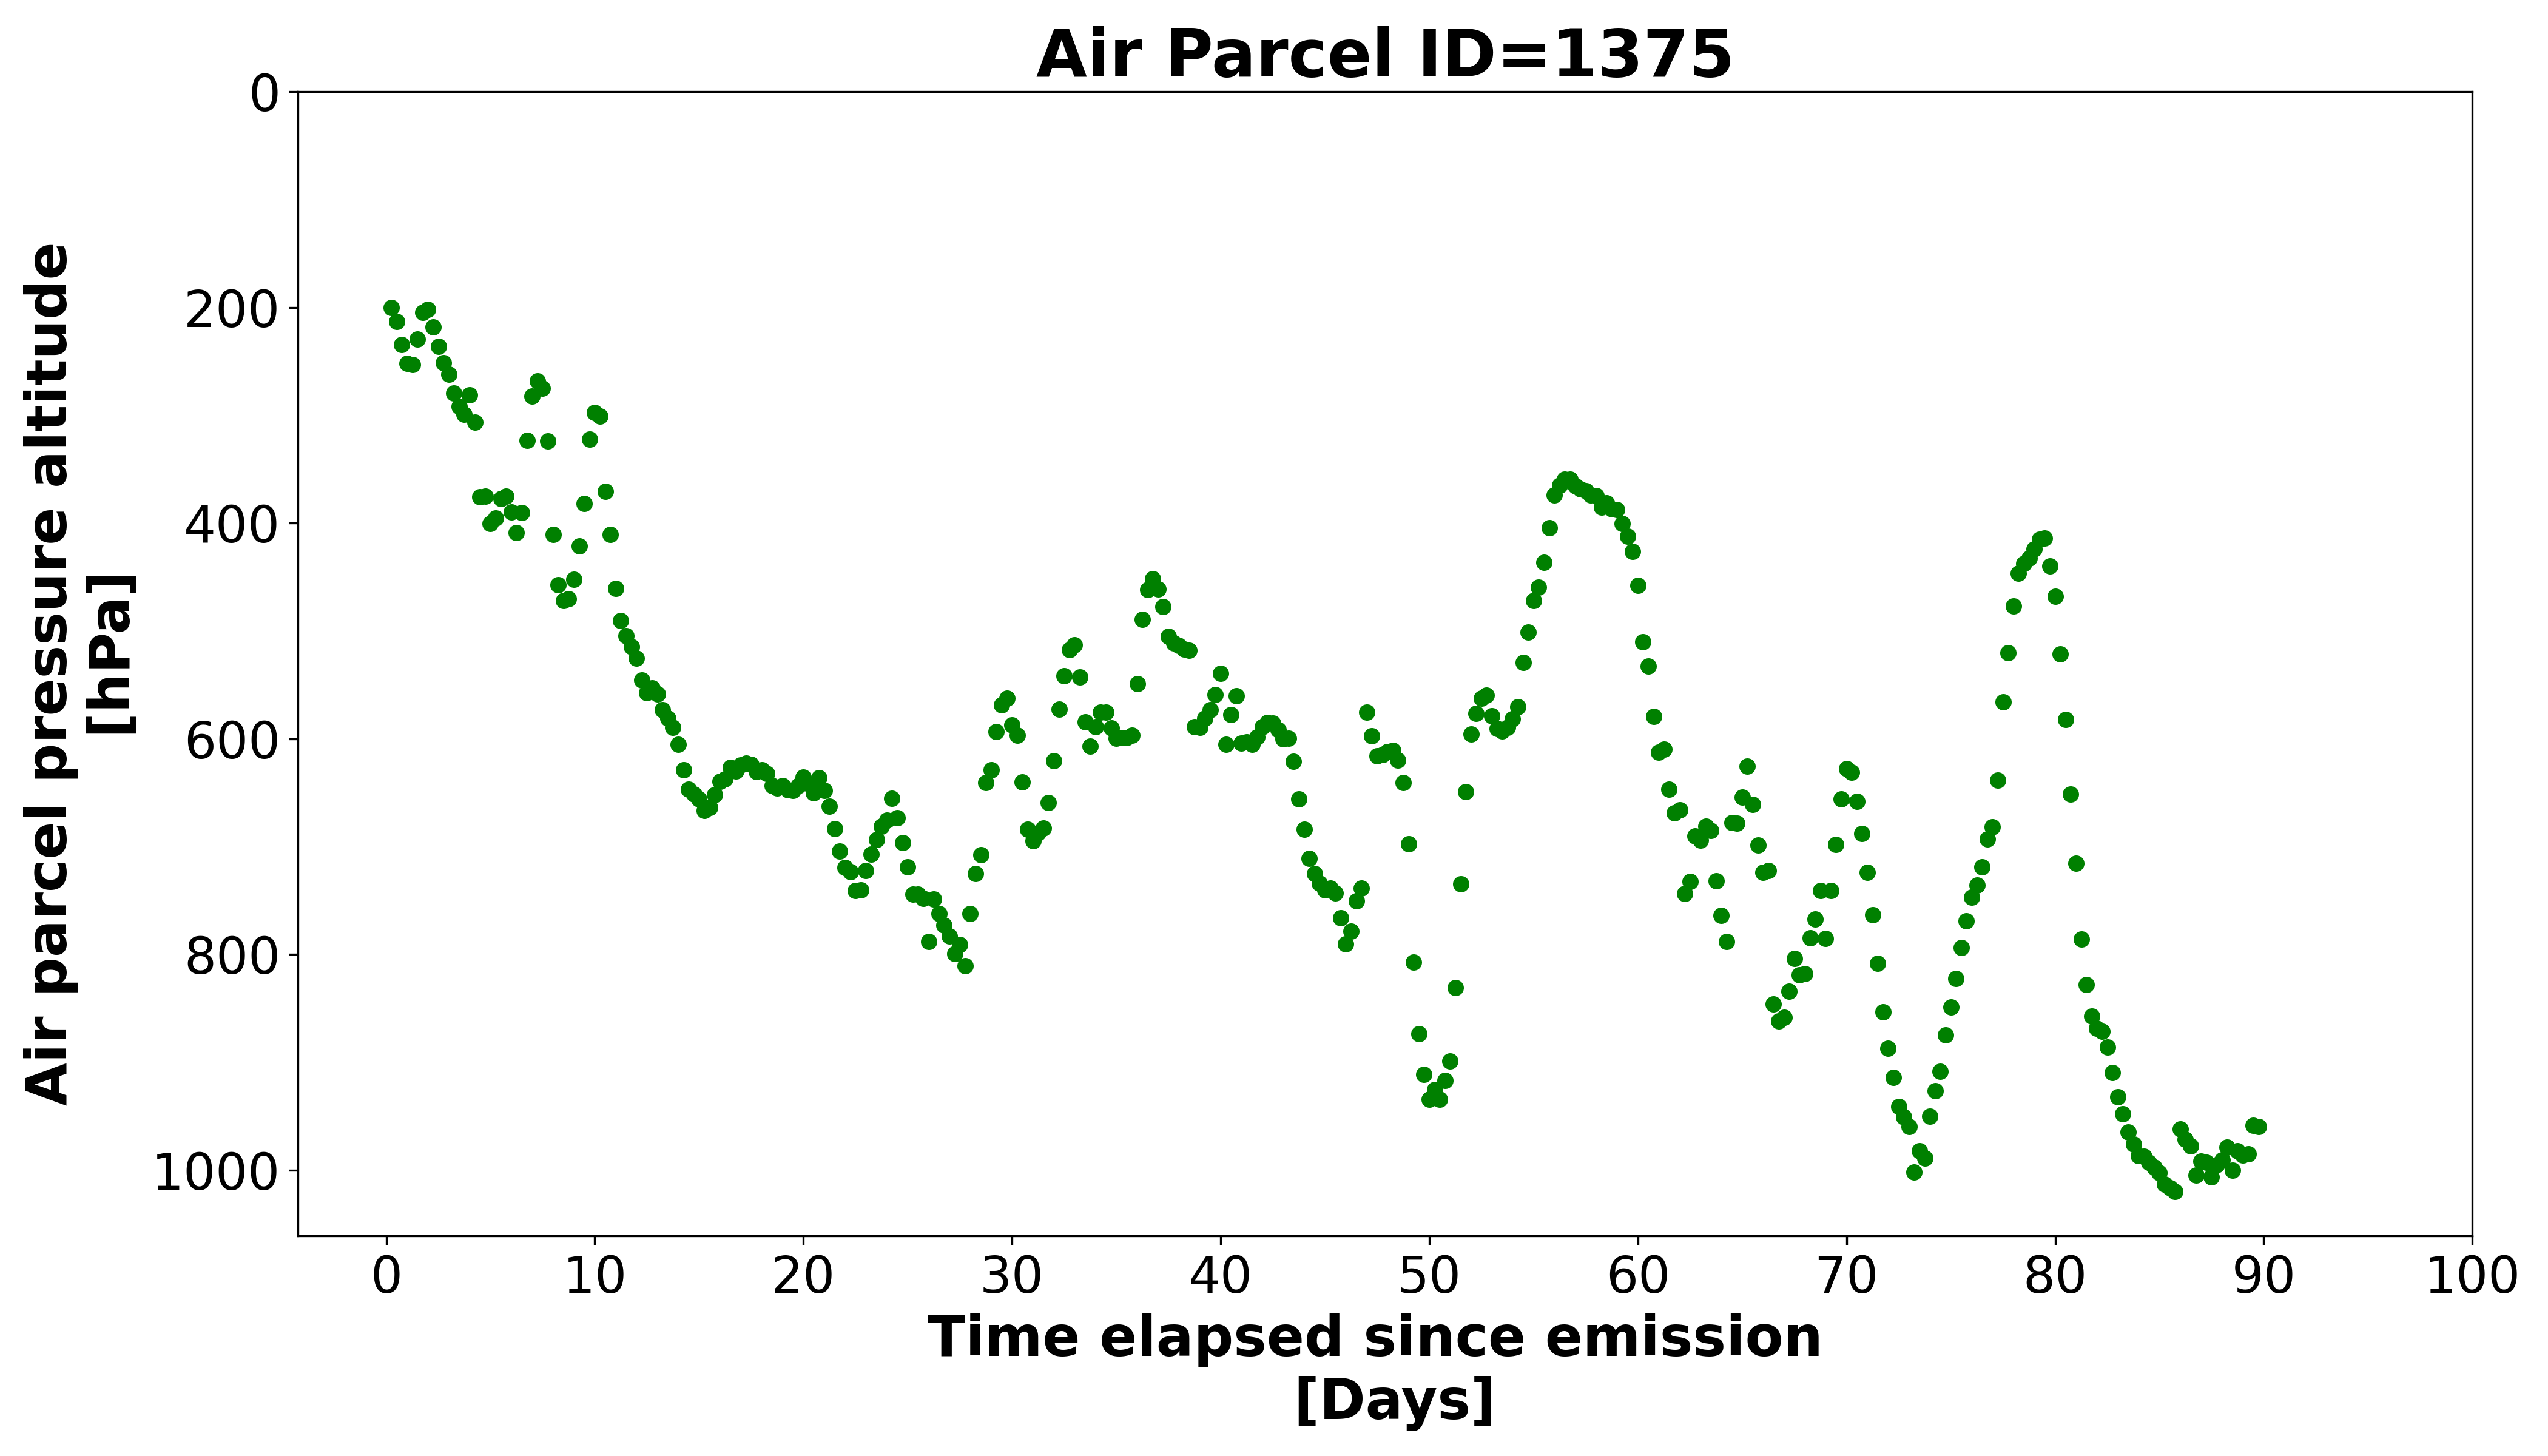 Air Parcel ID=1375
Air parcel pressure altitude
[hPa]
0
200
400
600
800
1000
0 10 20 30 40 50 60 70 80 90 100
Time elapsed since emission
[Days]